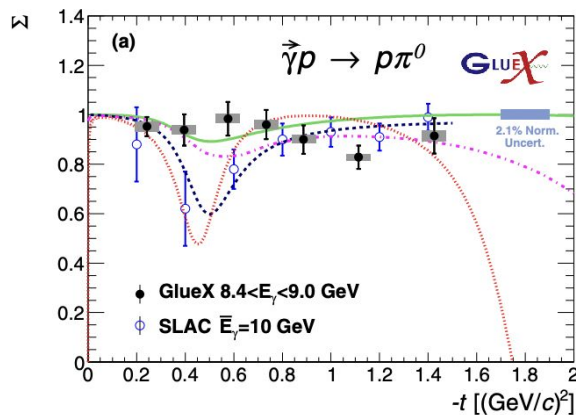 Σ
1.4
1.2
1
0.8
0.6
0.4
0.2
0
(a)
γ⃗p → pπ⁰
GLUEX
2.1% Norm.
Uncert.
GlueX 8.4<E_γ<9.0 GeV
SLAC E̅_γ=10 GeV
0 0.2 0.4 0.6 0.8 1 1.2 1.4 1.6 1.8 2
-t [(GeV/c)²]